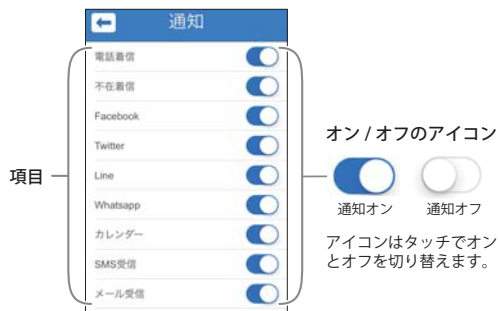 通知
電話着信
不在着信
Facebook
Twitter
Line
Whatsapp
カレンダー
SMS受信
メール受信
項目
オン / オフのアイコン
通知オン 通知オフ
アイコンはタッチでオン
とオフを切り替えます。